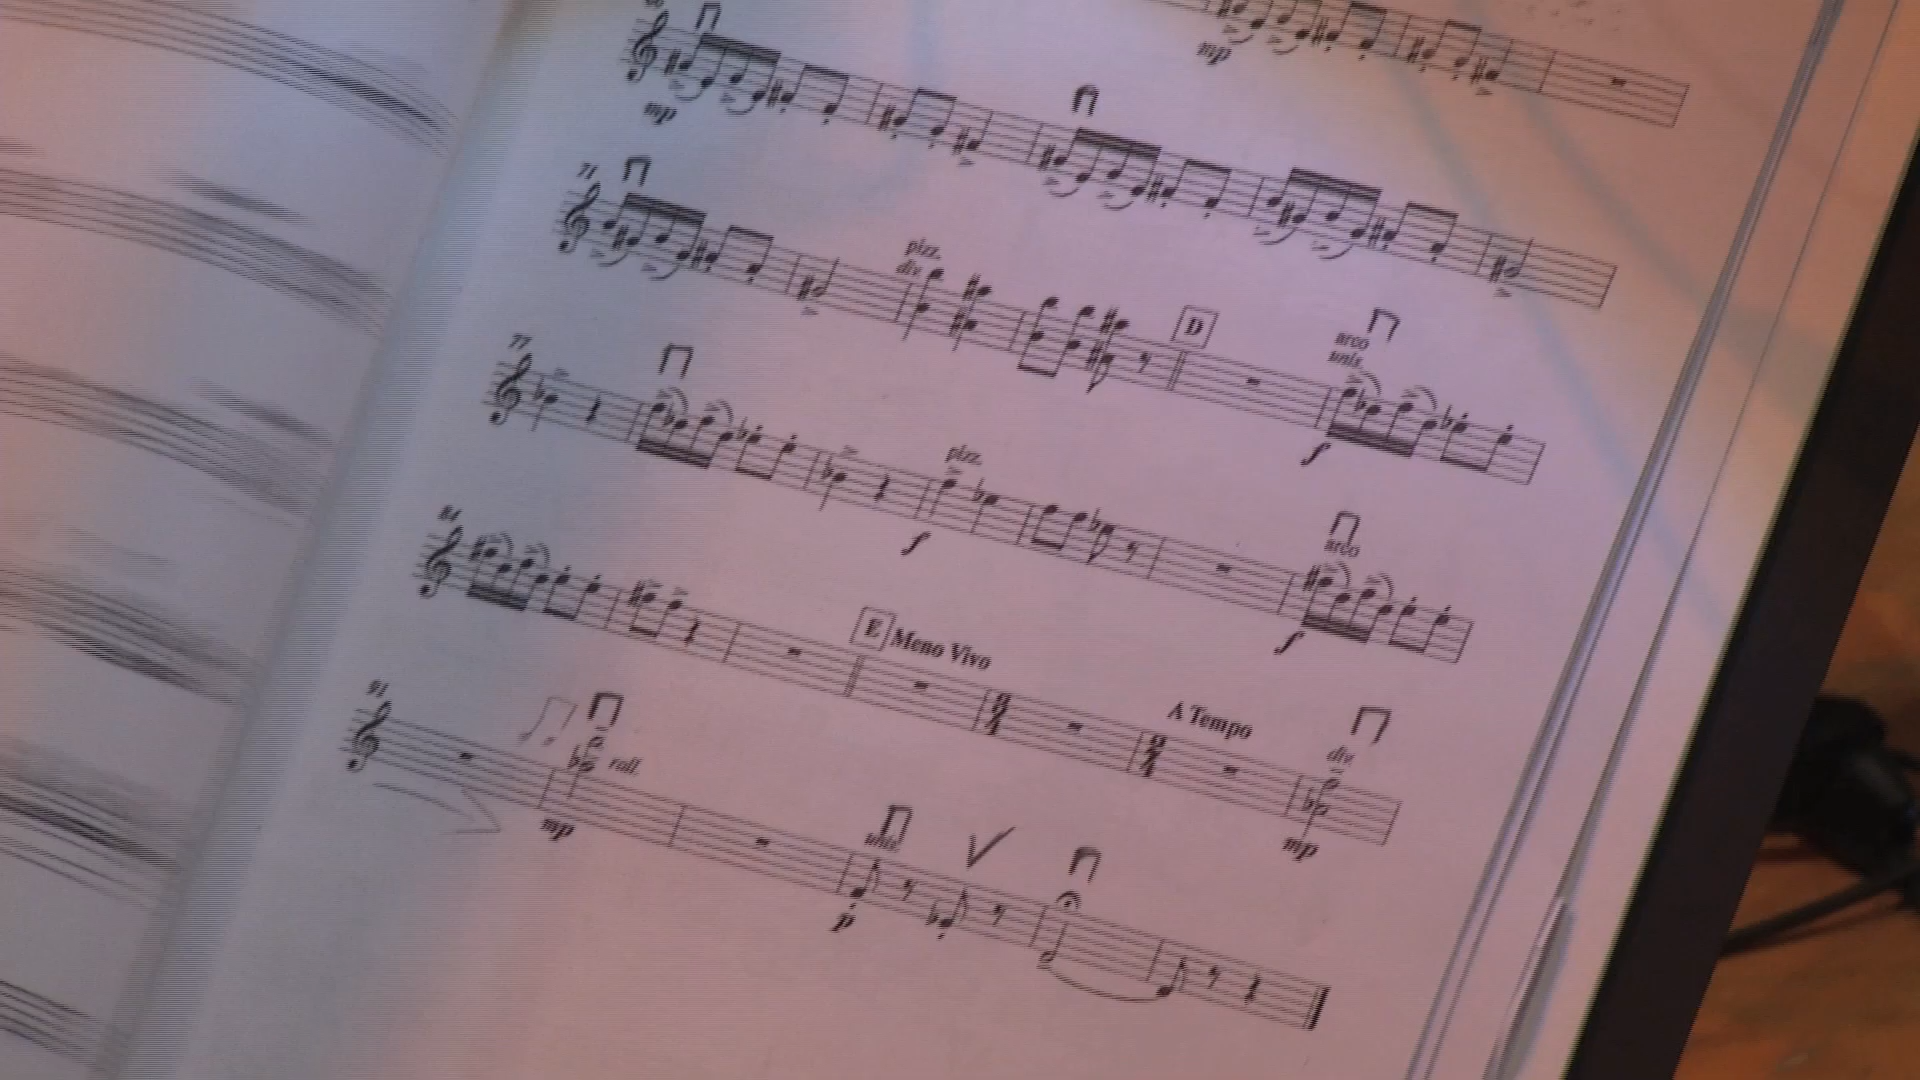 mp
mp
71
pizz.
div.
D
arco
unis.
f
77
pizz.
f
arco
f
84
E Meno Vivo
A Tempo
div.
mp
91
rall.
mp
unis.
p